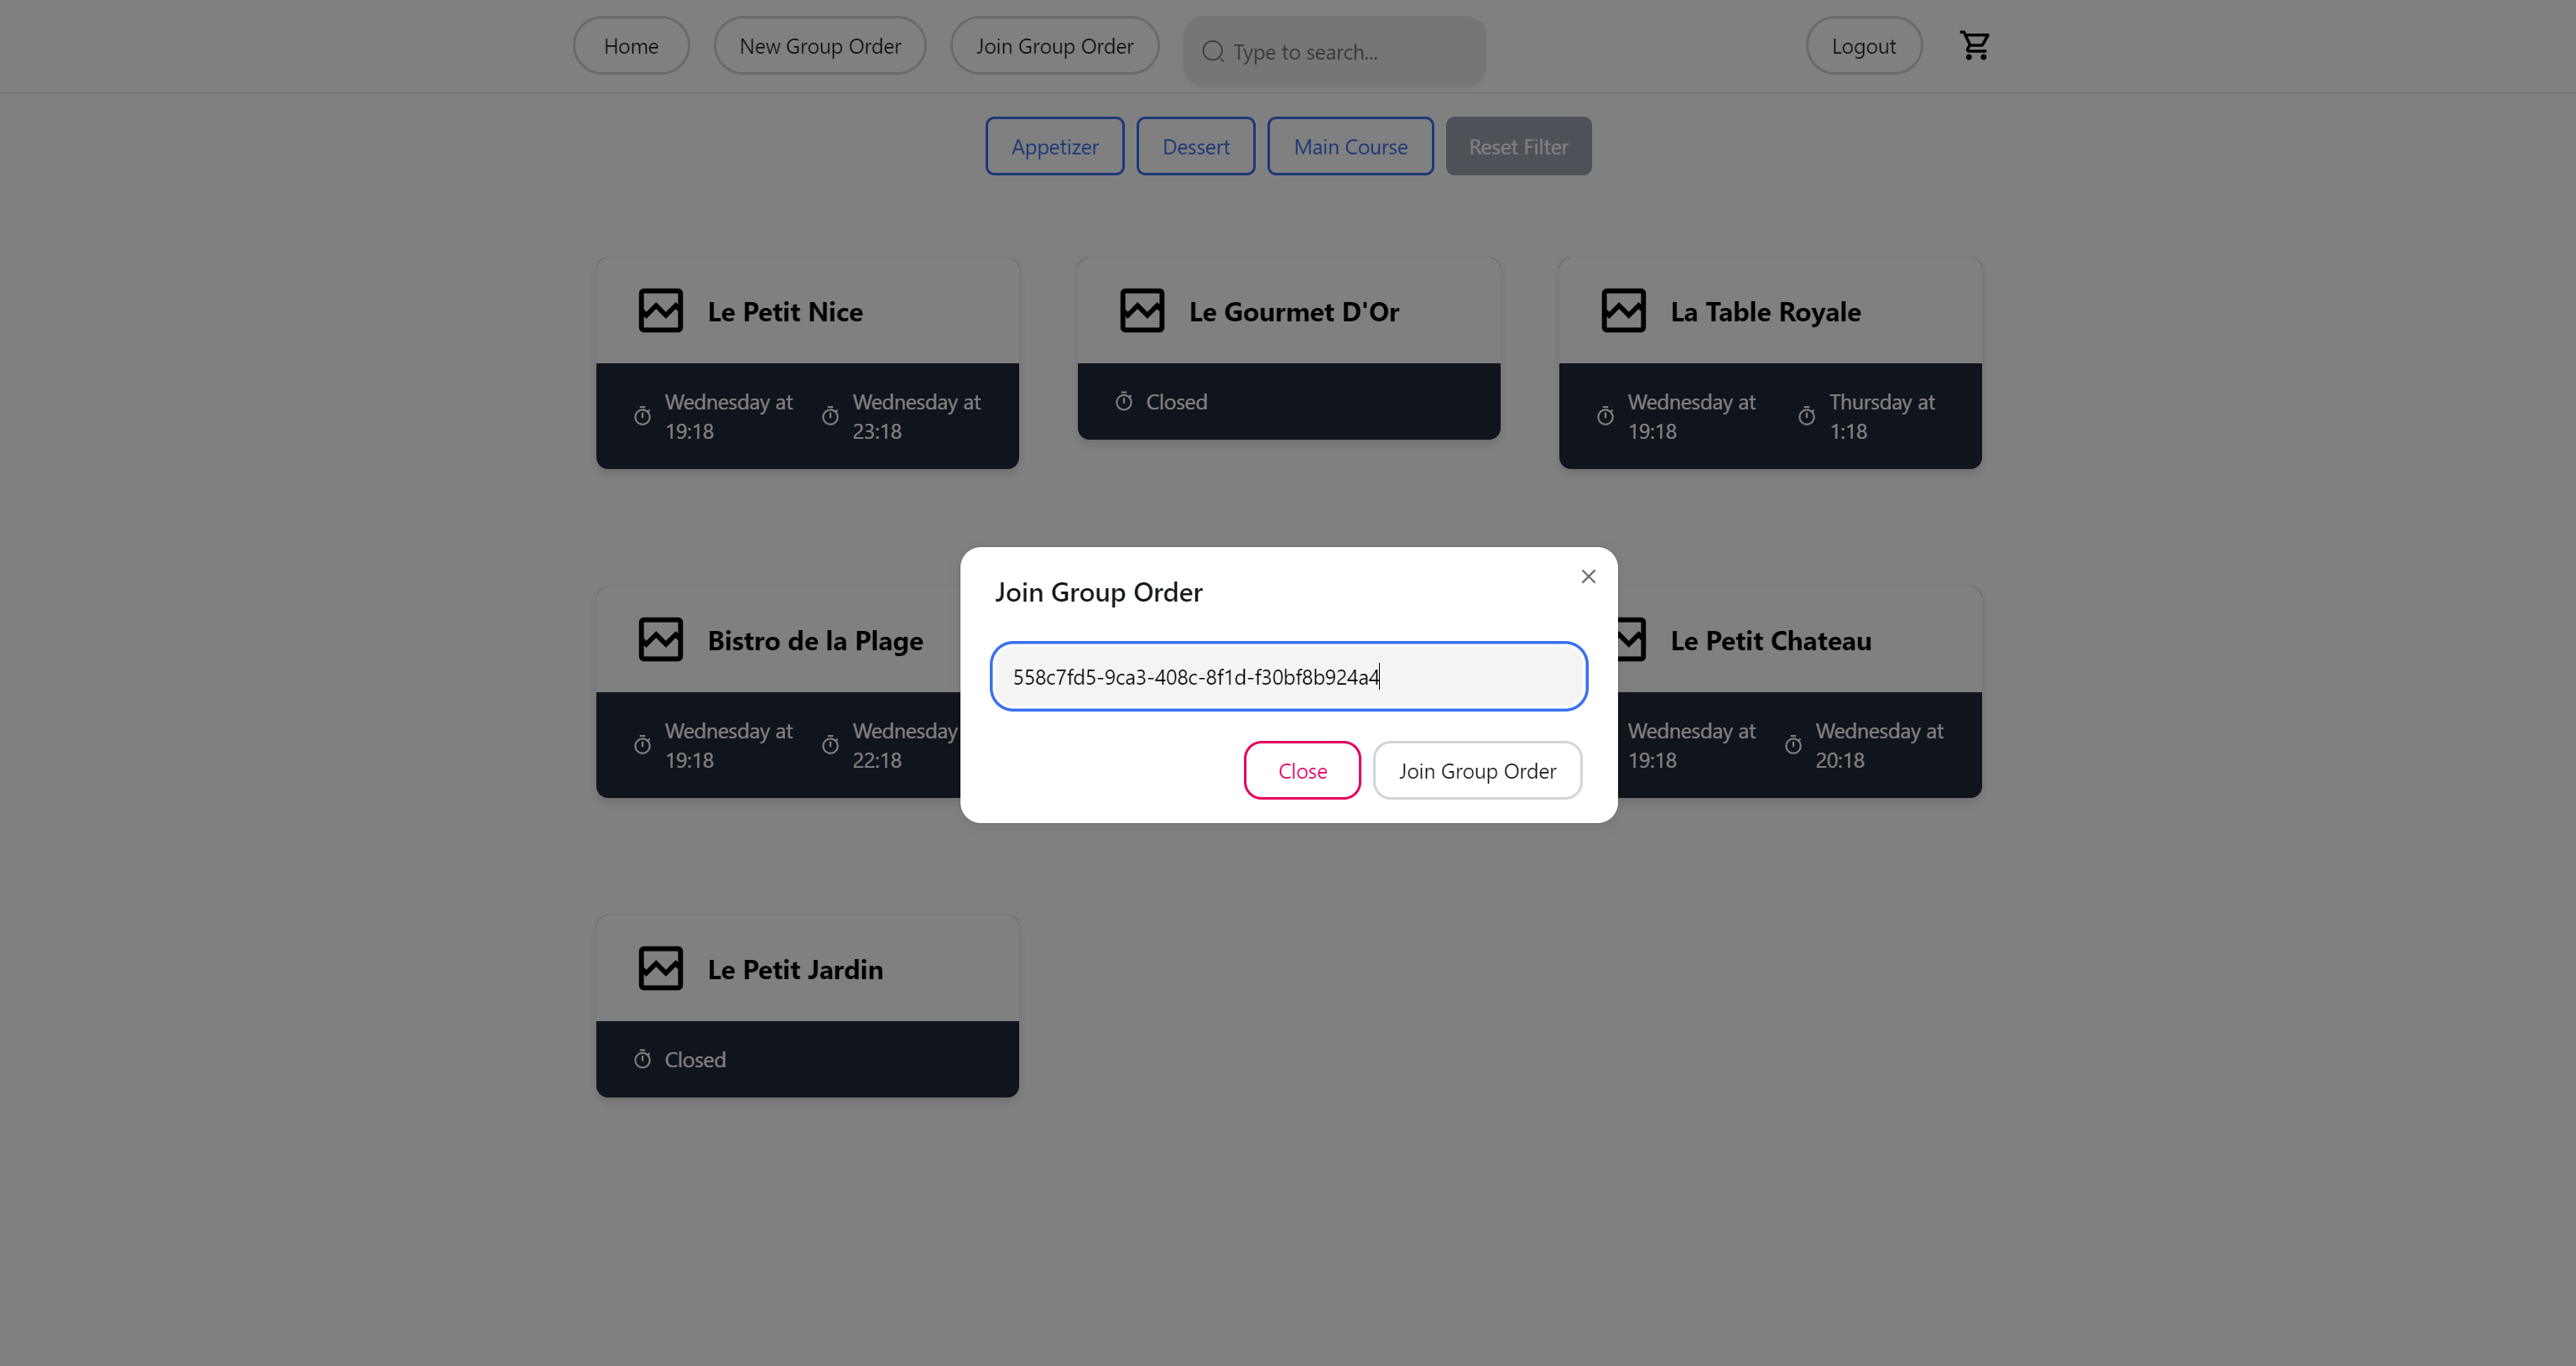 Home
New Group Order
Join Group Order
Type to search...
Logout
Appetizer
Dessert
Main Course
Reset Filter
Le Petit Nice
Wednesday at
19:18
Wednesday at
23:18
Le Gourmet D'Or
Closed
La Table Royale
Wednesday at
19:18
Thursday at
1:18
Join Group Order
558c7fd5-9ca3-408c-8f1d-f30bf8b924a4
Close
Join Group Order
Bistro de la Plage
Wednesday at
19:18
Wednesday
22:18
Le Petit Chateau
Wednesday at
19:18
Wednesday at
20:18
Le Petit Jardin
Closed